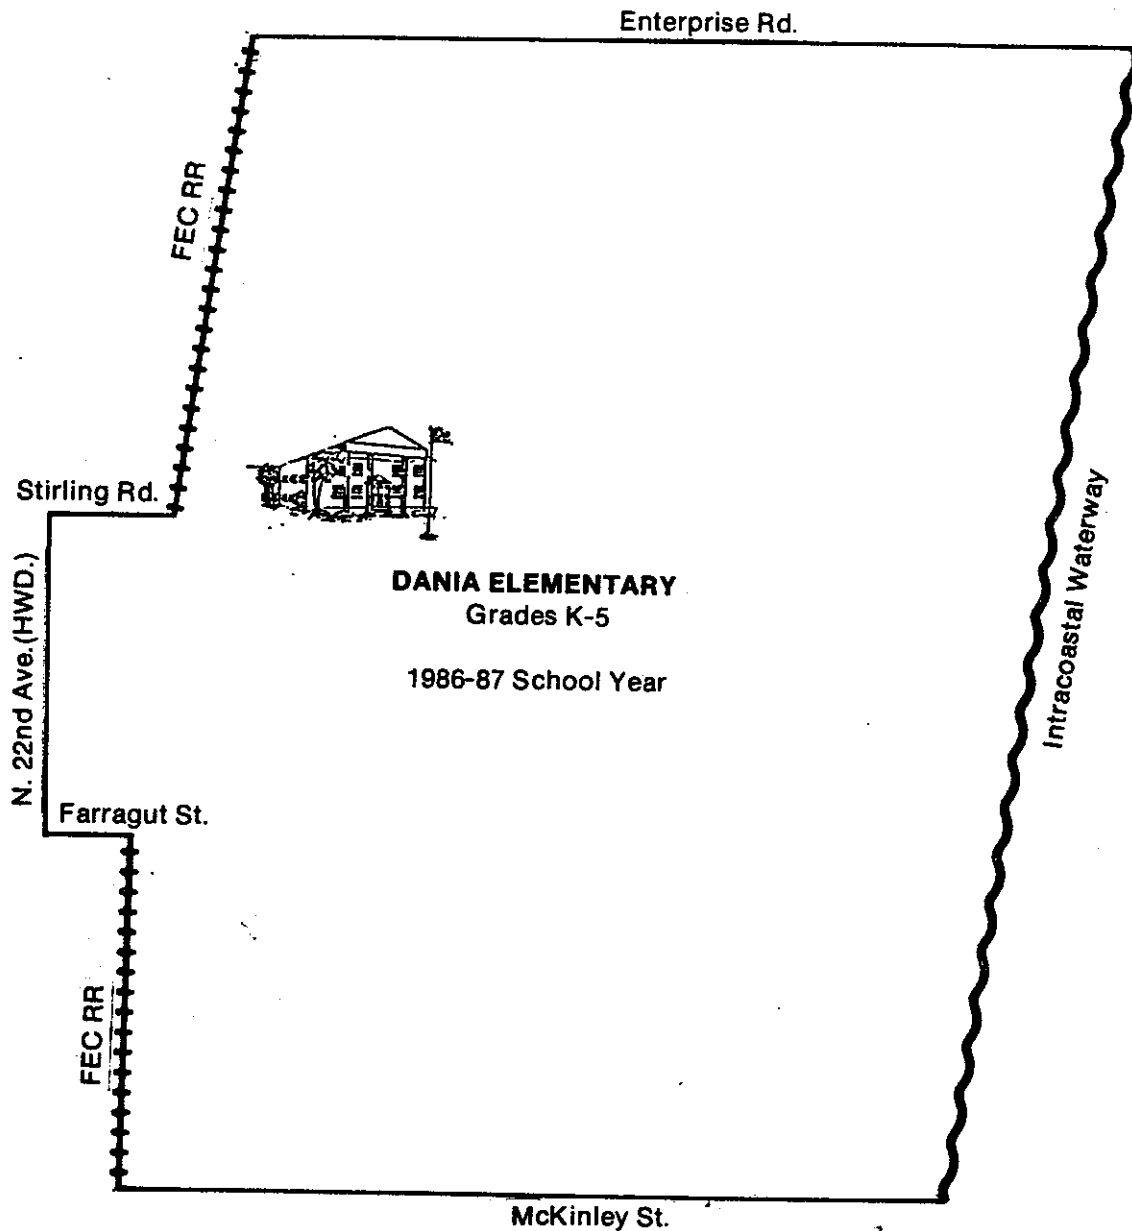 Enterprise Rd.
FEC RR
Stirling Rd.
Intracoastal Waterway
DANIA ELEMENTARY
Grades K-5
N. 22nd Ave.(HWD.)
1986-87 School Year
Farragut St.
FEC RR
McKinley St.